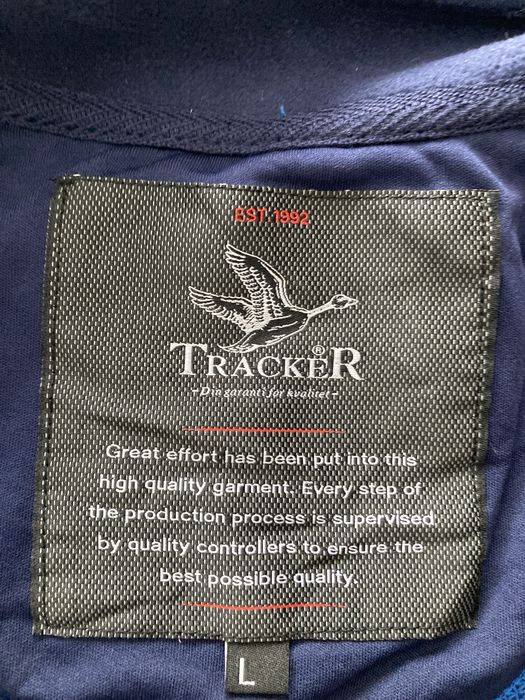 EST. 1992
TRACKER®
-Din garanti for kvalitet-
Great effort has been put into this
high quality garment. Every step of
the production process is supervised
by quality controllers to ensure the
best possible quality.
L